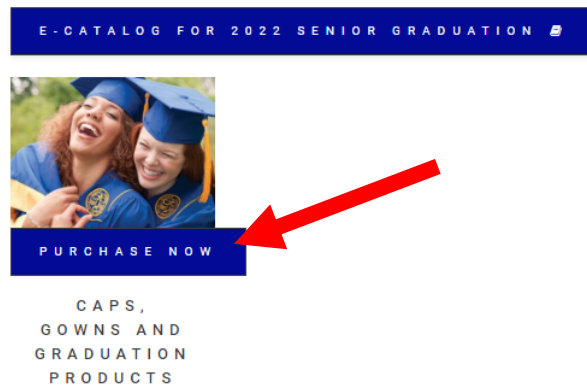 E-CATALOG FOR 2022 SENIOR GRADUATION
PURCHASE NOW
CAPS,
GOWNS AND
GRADUATION
PRODUCTS